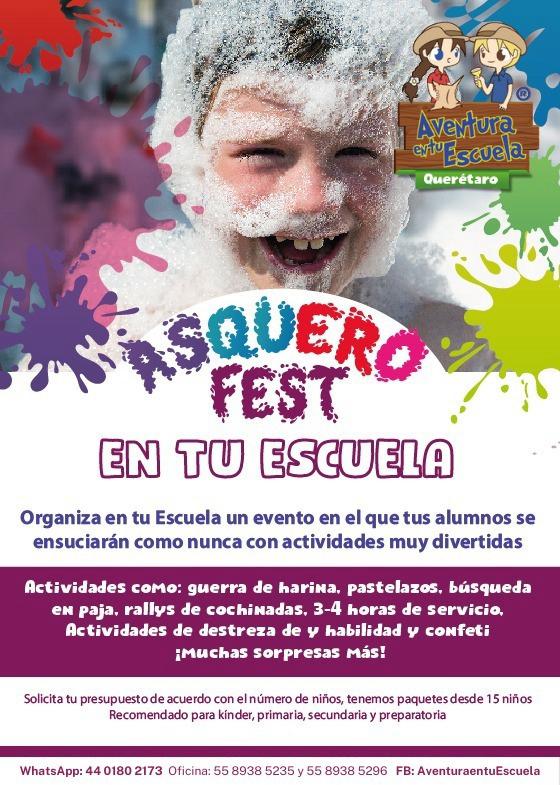 Aventura
en tu Escuela ®
Querétaro
ASQUERO
FEST
EN TU ESCUELA
Organiza en tu Escuela un evento en el que tus alumnos se
ensuciarán como nunca con actividades muy divertidas
Actividades como: guerra de harina, pastelazos, búsqueda
en paja, rallys de cochinadas, 3-4 horas de servicio,
Actividades de destreza de y habilidad y confeti
¡Muchas sorpresas más!
Solicita tu presupuesto de acuerdo con el número de niños, tenemos paquetes desde 15 niños
Recomendado para kínder, primaria, secundaria y preparatoria
WhatsApp: 44 0180 2173 Oficina: 55 8938 5235 y 55 8938 5296 FB: AventuraentuEscuela